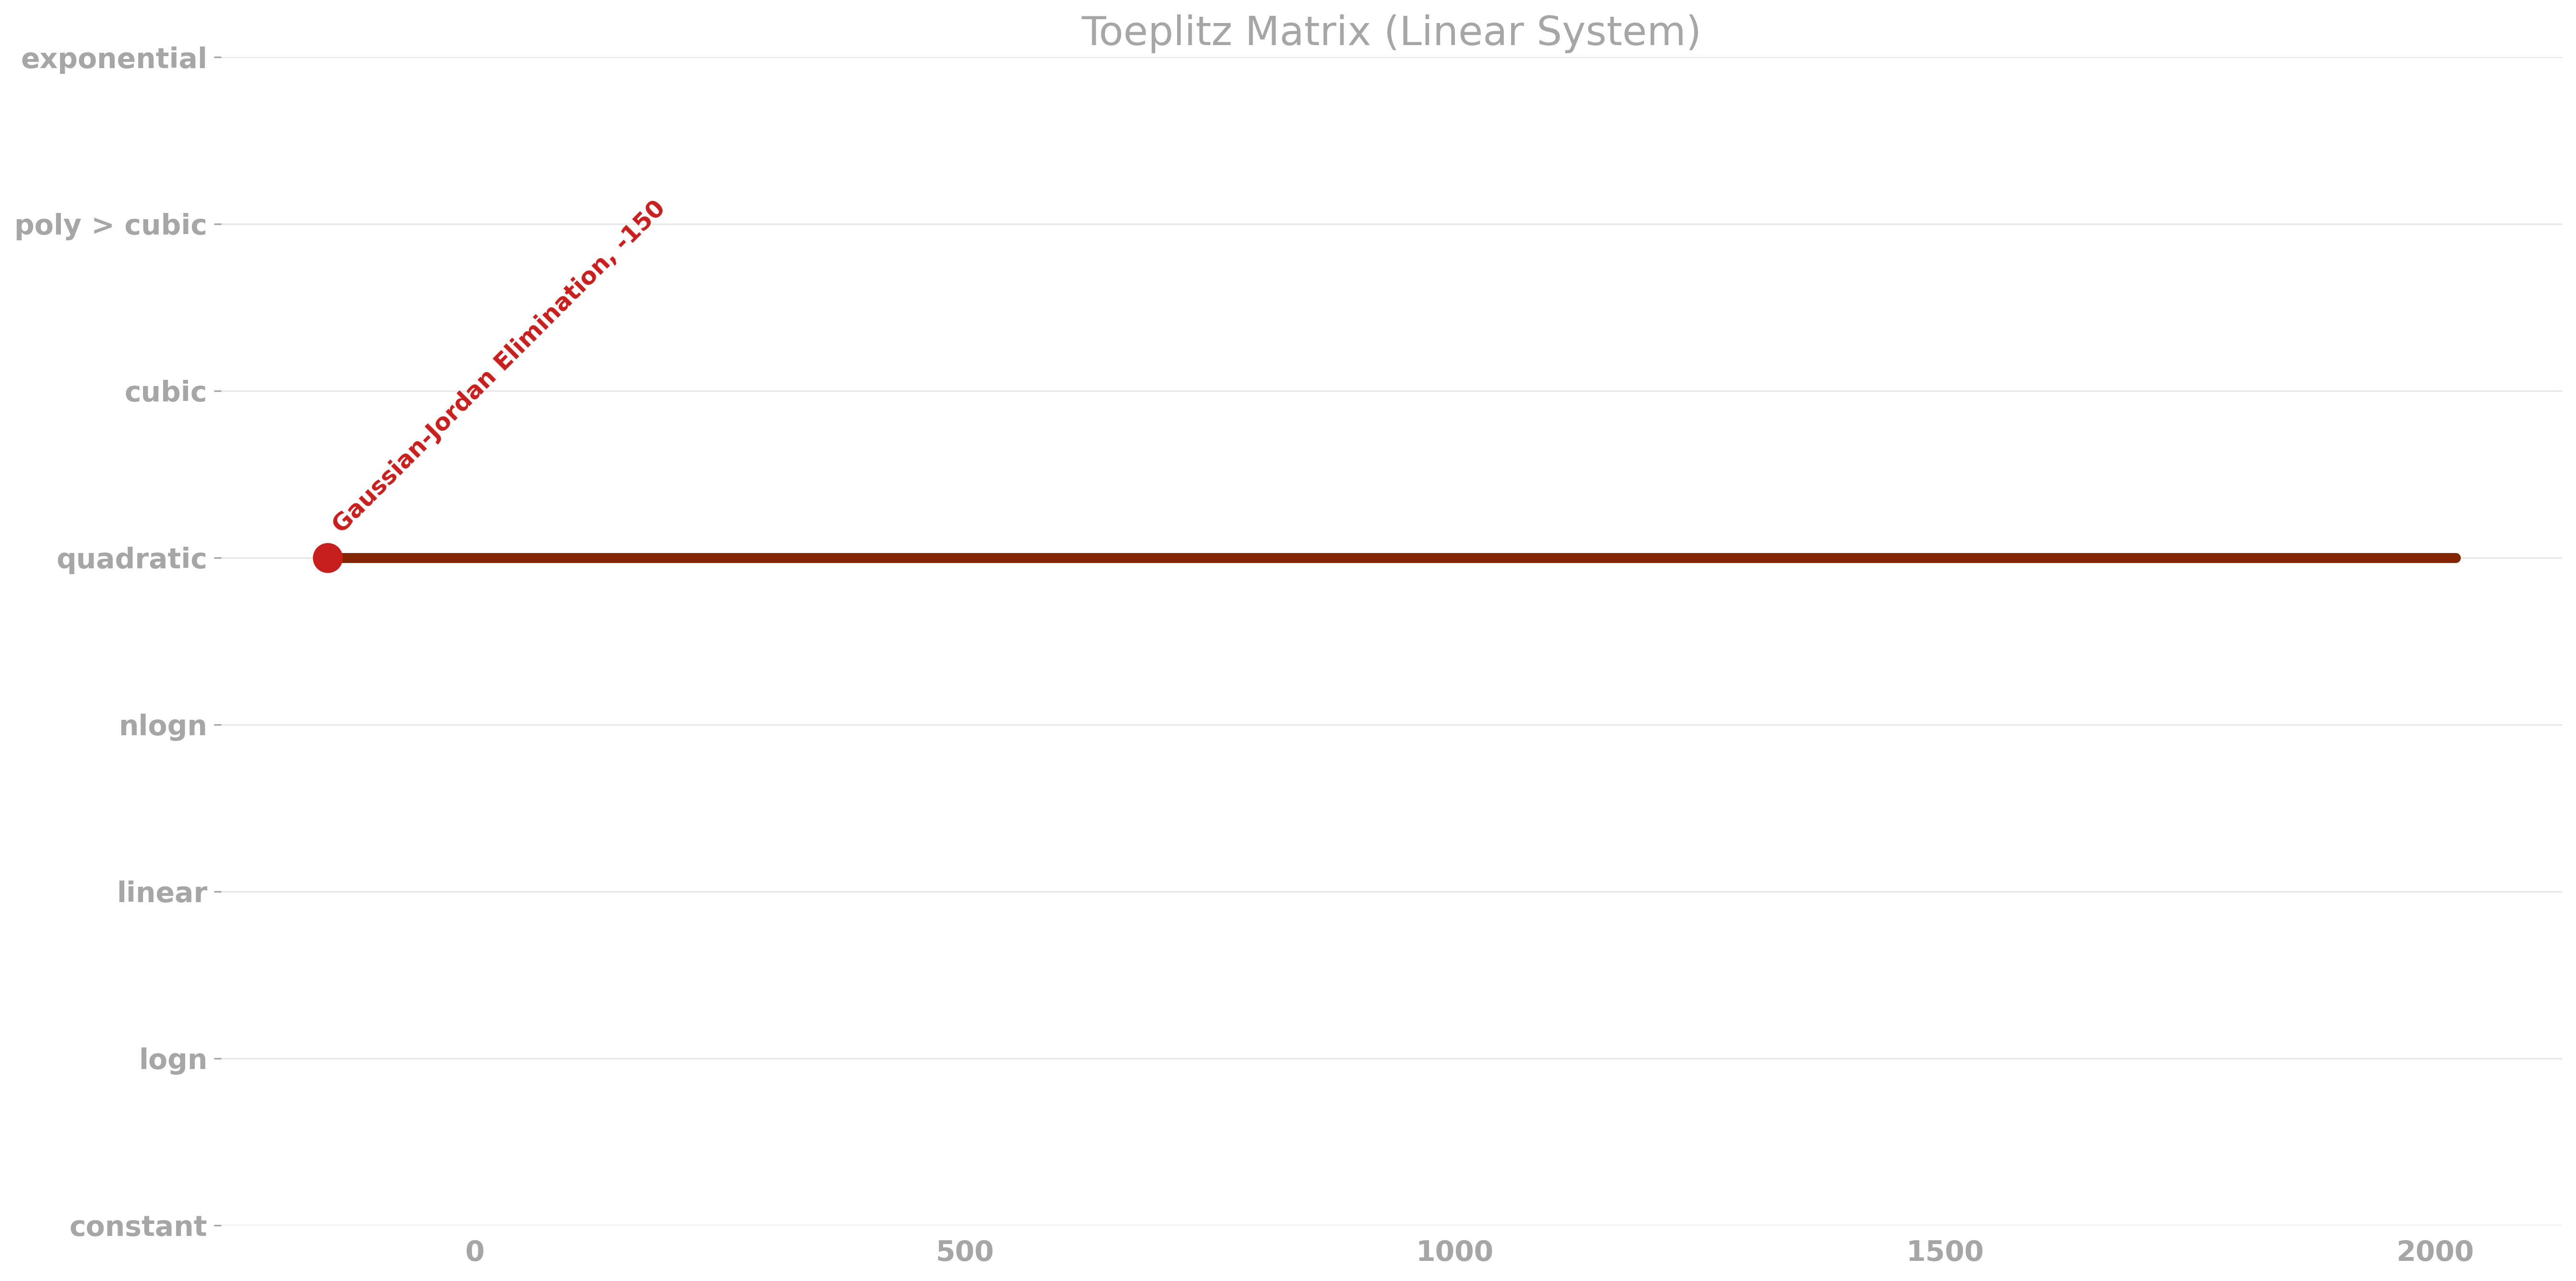 Toeplitz Matrix (Linear System)
exponential
poly > cubic
cubic
quadratic
nlogn
linear
logn
constant
Gaussian-Jordan Elimination, -150
0 500 1000 1500 2000